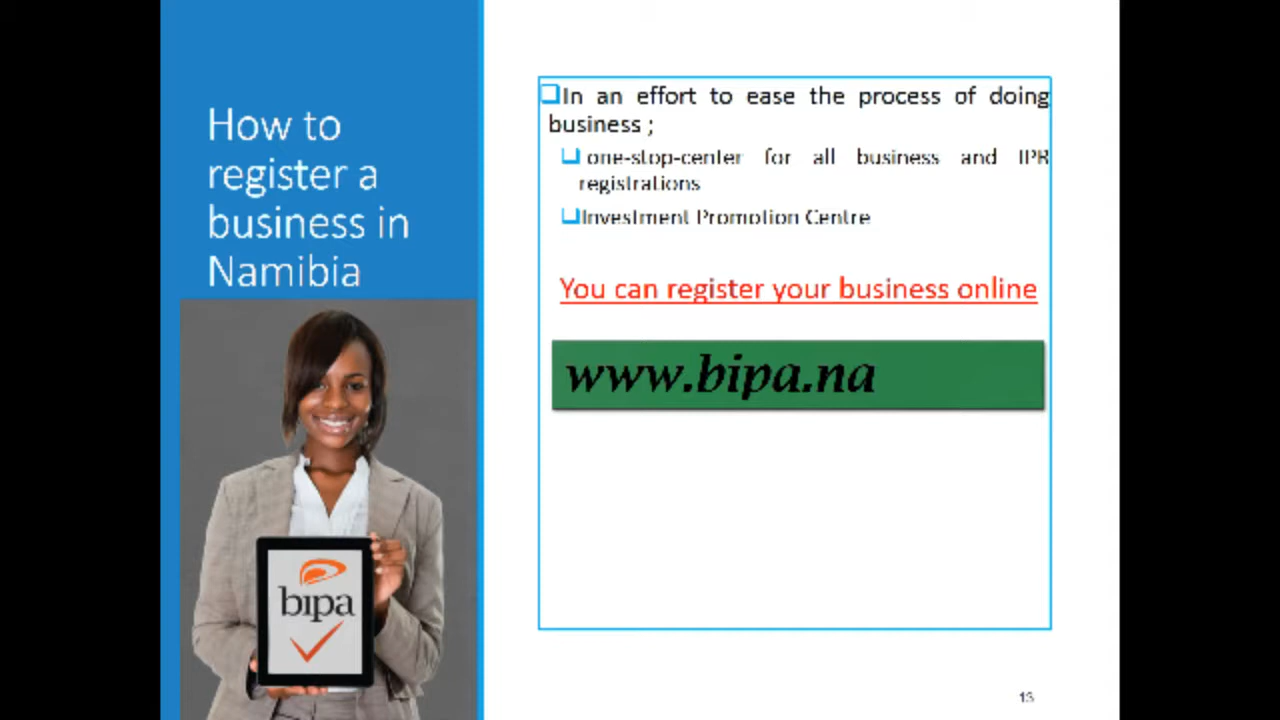 How to
register a
business in
Namibia
In an effort to ease the process of doing
business ;
one-stop-center for all business and IPR
registrations
Investment Promotion Centre
You can register your business online
www.bipa.na
bipa
13